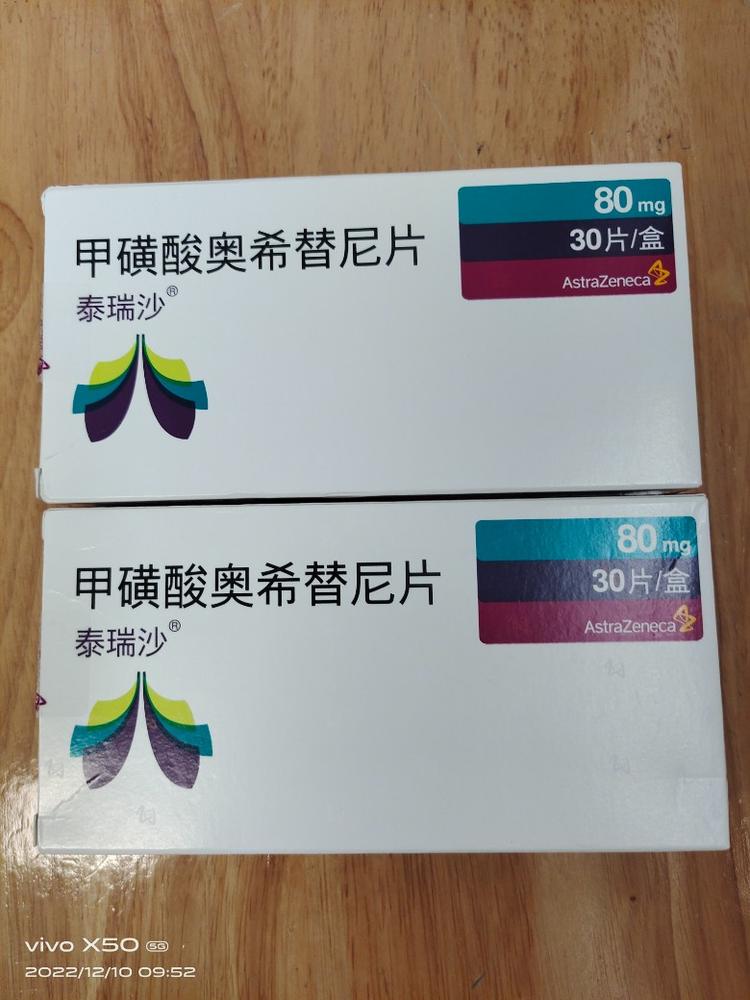 80 mg
甲磺酸奥希替尼片
30片/盒
AstraZeneca
泰瑞沙®
80 mg
甲磺酸奥希替尼片
30片/盒
AstraZeneca
泰瑞沙®
vivo X50 5G
2022/12/10 09:52